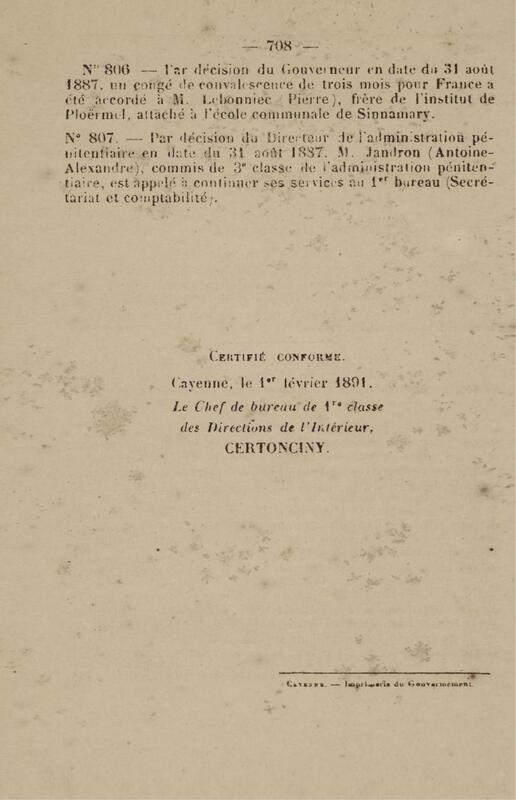 — 708 —
N° 806 — Par décision du Gouverneur en date du 31 août
1887, un congé de convalescence de trois mois pour France a
été accordé à M. Lebonniec Pierre), frère de l'institut de
Ploërmel, attaché à l'école communale de Sinnamary.
N° 807. — Par décision du Directeur de l'administration pé-
nitentiaire en date du 31 août 1887, M. Jandron (Antoine-
Alexandre), commis de 3e classe de l'administration péniten-
tiaire, est appelé à continuer ses services au 1er bureau (Secré-
tariat et comptabilité).
CERTIFIÉ CONFORME.
Cayenne, le 1er février 1891.
Le Chef de bureau de 1re classe
des Directions de l'Intérieur,
CERTONCINY.
CAYENNE. — Imprimerie du Gouvernement.